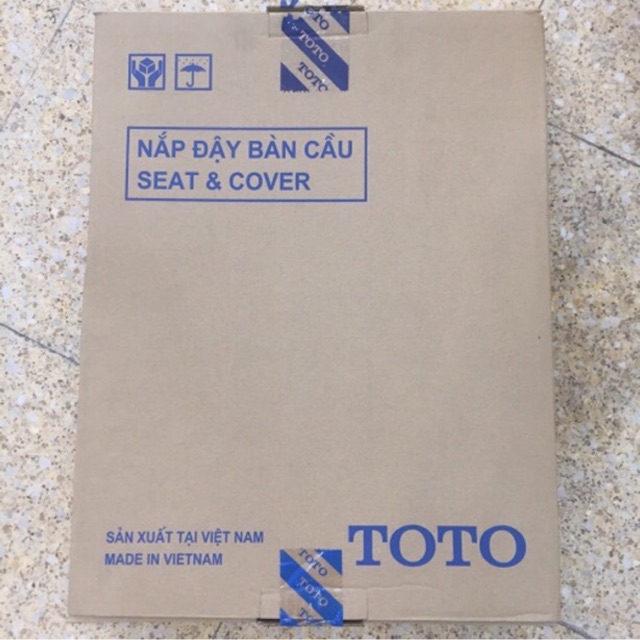 TOTO
TOTO
NẮP ĐẬY BÀN CẦU
SEAT & COVER
SẢN XUẤT TẠI VIỆT NAM
MADE IN VIETNAM
TOTO
TOTO
TOTO
TOTO